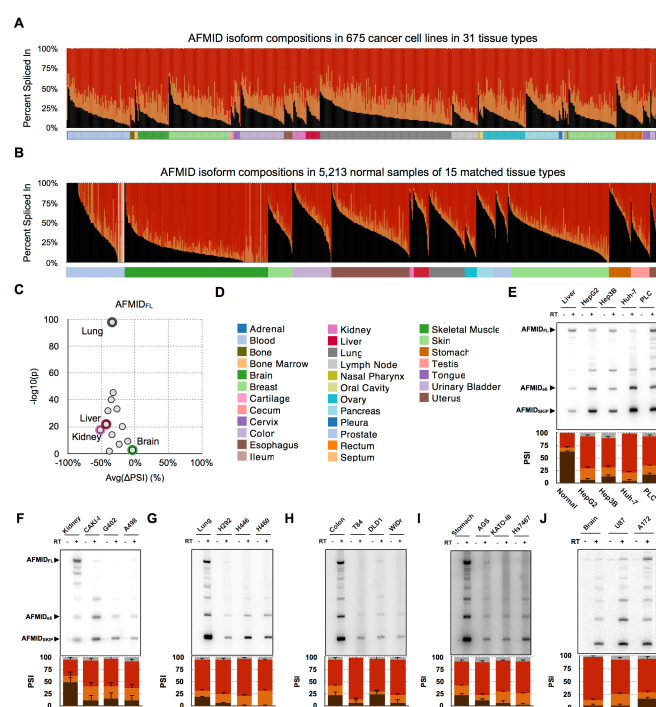 A
AFMID isoform compositions in 675 cancer cell lines in 31 tissue types
Percent Spliced In
100%
75%
50%
25%
0%
B
AFMID isoform compositions in 5,213 normal samples of 15 matched tissue types
Percent Spliced In
100%
75%
50%
25%
0%
C
AFMIDFL
-log10(p)
100
80
60
40
20
0
Lung
Liver
Kidney
Brain
-100% -50% 0% 50% 100%
Avg(ΔPSI) (%)
D
Adrenal
Blood
Bone
Bone Marrow
Brain
Breast
Cartilage
Cecum
Cervix
Color
Esophagus
Ileum
Kidney
Liver
Lung
Lymph Node
Nasal Pharynx
Oral Cavity
Ovary
Pancreas
Pleura
Prostate
Rectum
Septum
Skeletal Muscle
Skin
Stomach
Testis
Tongue
Urinary Bladder
Uterus
E
Liver HepG2 Hep3B Huh-7 PLC
RT - + - + - + - + - +
AFMIDFL
AFMIDs6
AFMIDSKIP
PSI
100
75
50
25
0
Normal HepG2 Hep3B Huh-7 PLC
F
Kidney CAKI-I G402 A498
RT - + - + - + - +
AFMIDFL
AFMIDs6
AFMIDSKIP
PSI
100
75
50
25
0
G
Lung H292 H446 H460
RT - + - + - + - +
PSI
100
75
50
25
0
H
Colon T84 DLD1 WiDr
RT - + - + - + - +
PSI
100
75
50
25
0
I
Stomach AGS KATO-III Hs746T
RT - + - + - + - +
PSI
100
75
50
25
0
J
Brain U87 A172
RT - + - + - +
PSI
100
75
50
25
0